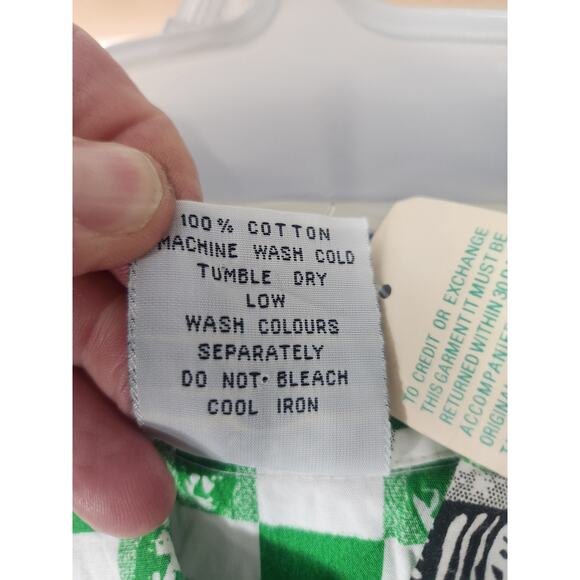 100% COTTON
MACHINE WASH COLD
TUMBLE DRY
LOW
WASH COLOURS
SEPARATELY
DO NOT BLEACH
COOL IRON
TO CREDIT OR EXCHANGE
THIS GARMENT IT MUST BE
RETURNED WITHIN 30